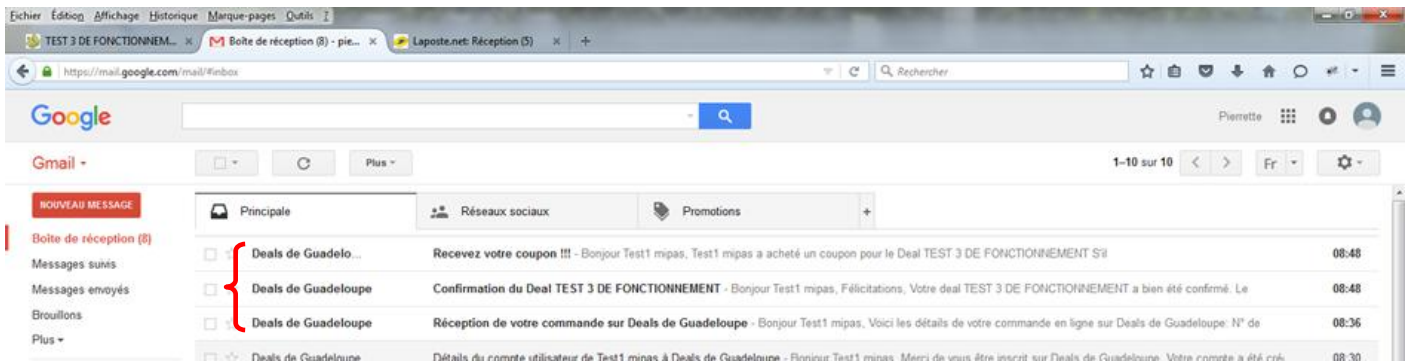 Fichier Édition Affichage Historique Marque-pages Outils ?
TEST 3 DE FONCTIONNEM... × Boîte de réception (8) - pie... × Laposte.net: Réception (5) × +
https://mail.google.com/mail/#inbox Rechercher
Google Pierrette
Gmail Plus 1–10 sur 10 Fr
NOUVEAU MESSAGE
Principale Réseaux sociaux Promotions +
Boîte de réception (8)
Messages suivis
Messages envoyés
Brouillons
Plus
Deals de Guadelo... Recevez votre coupon !!! - Bonjour Test1 mipas, Test1 mipas a acheté un coupon pour le Deal TEST 3 DE FONCTIONNEMENT S'il 08:48
Deals de Guadeloupe Confirmation du Deal TEST 3 DE FONCTIONNEMENT - Bonjour Test1 mipas, Félicitations, Votre deal TEST 3 DE FONCTIONNEMENT a bien été confirmé. Le 08:48
Deals de Guadeloupe Réception de votre commande sur Deals de Guadeloupe - Bonjour Test1 mipas, Voici les détails de votre commande en ligne sur Deals de Guadeloupe: N° de 08:36
Deals de Guadeloupe Détails du compte utilisateur de Test1 mipas à Deals de Guadeloupe - Bonjour Test1 mipas, Merci de vous être inscrit sur Deals de Guadeloupe. Votre compte a été cré 08:30